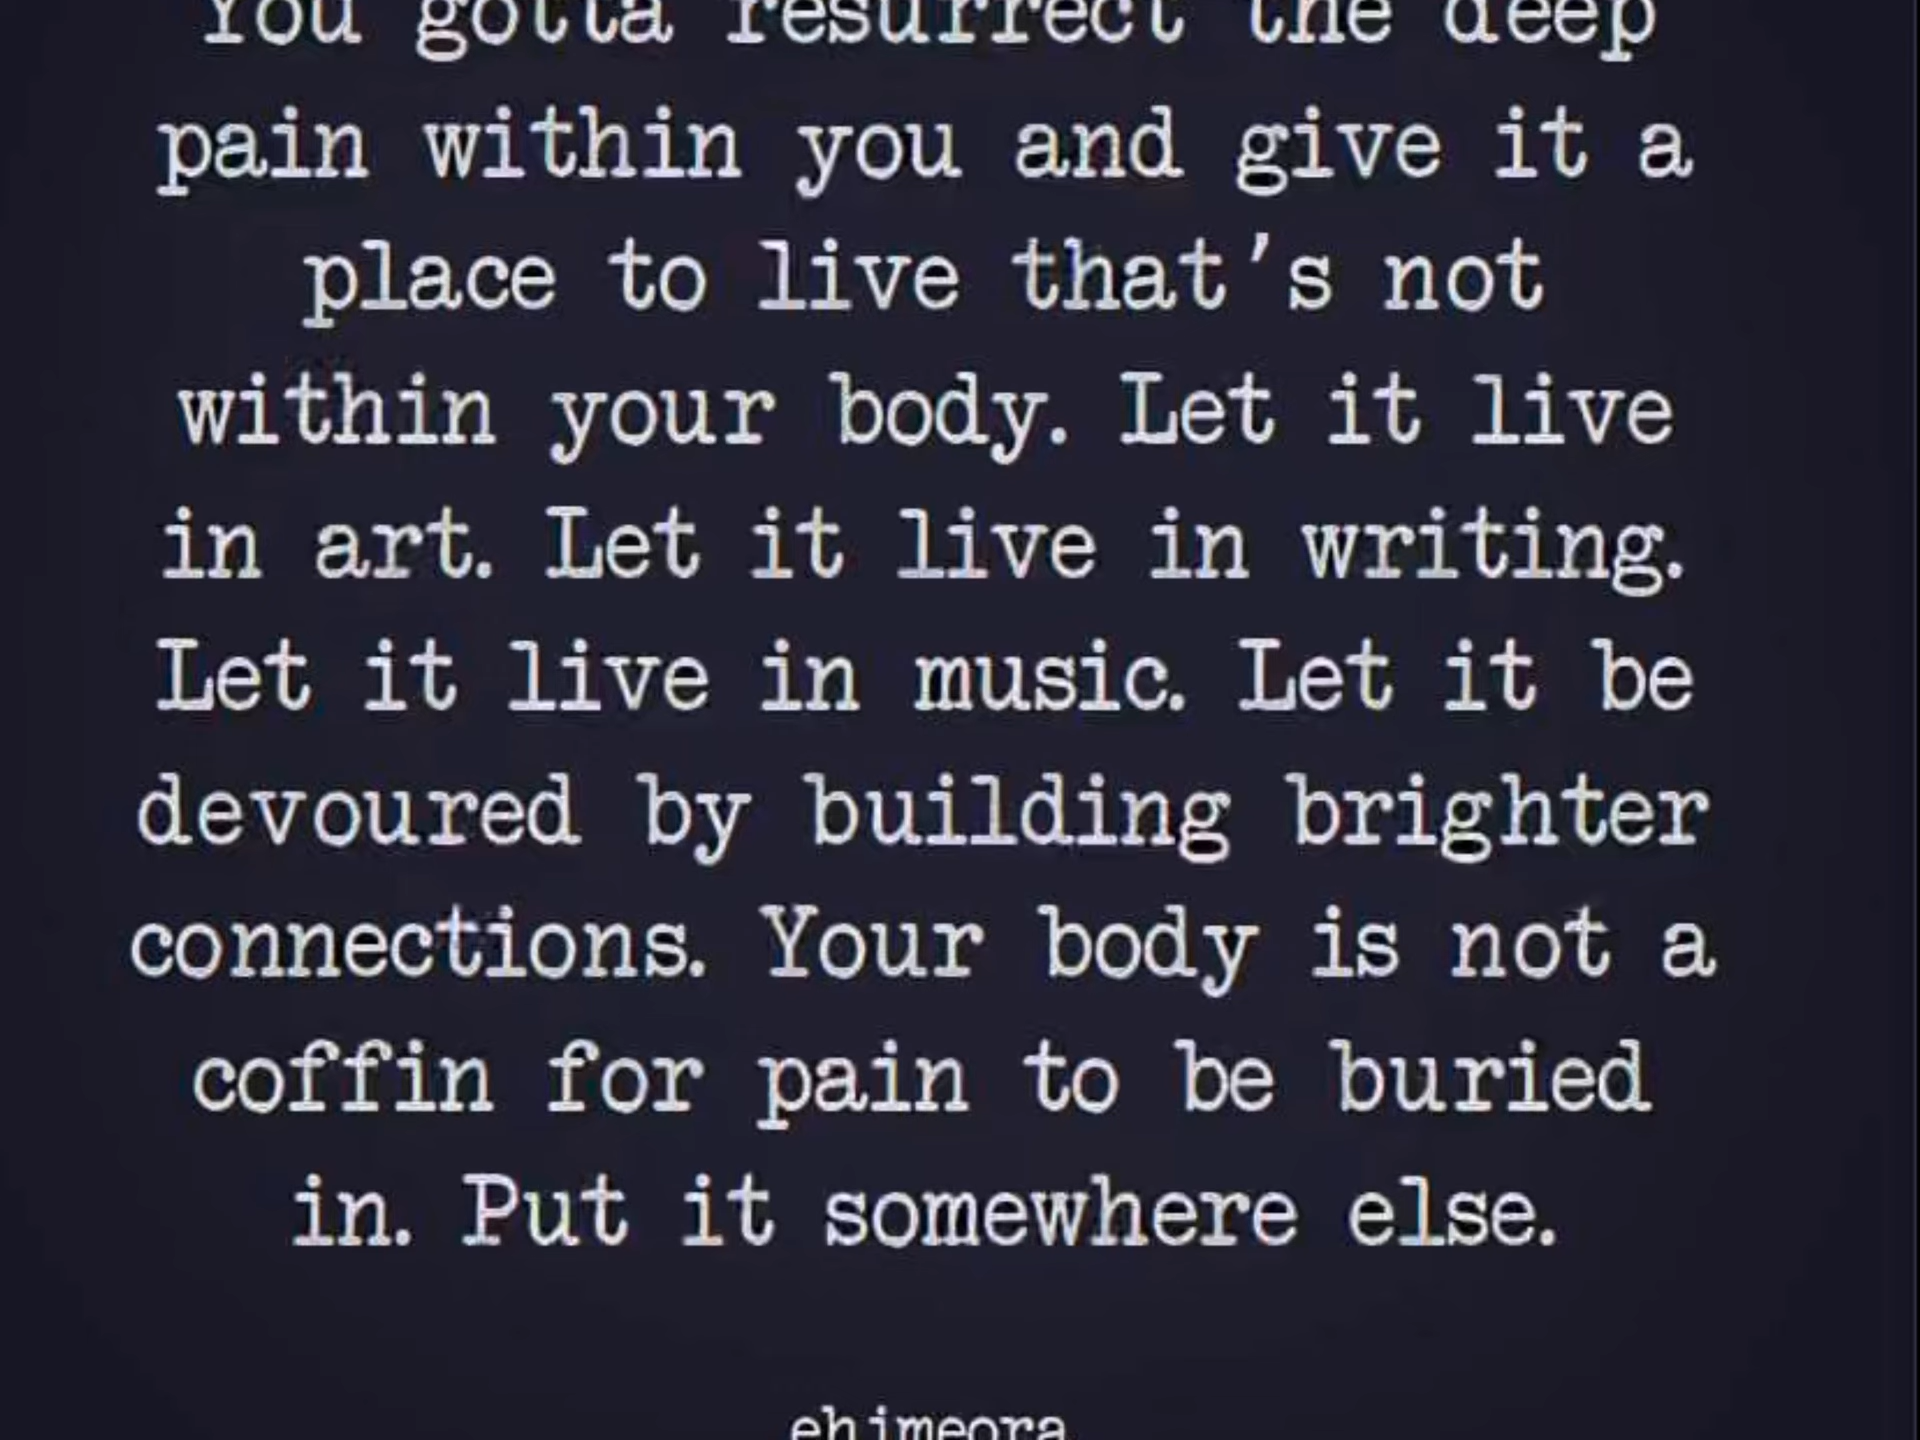 You gotta resurrect the deep
pain within you and give it a
place to live that's not
within your body. Let it live
in art. Let it live in writing.
Let it live in music. Let it be
devoured by building brighter
connections. Your body is not a
coffin for pain to be buried
in. Put it somewhere else.
ehimeora